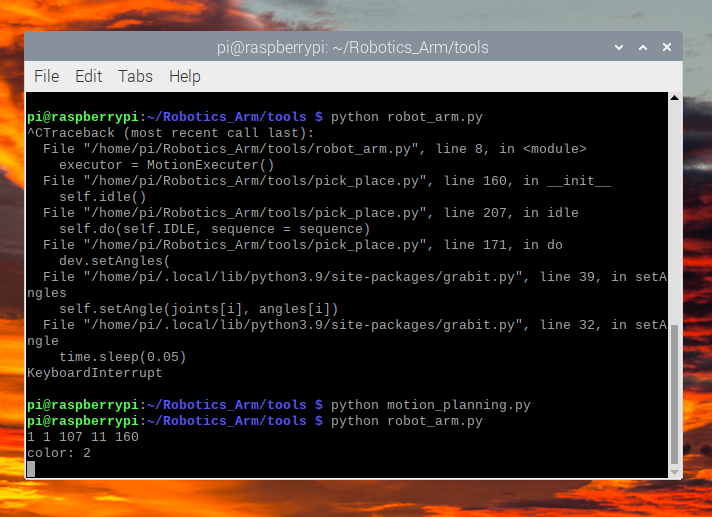 pi@raspberrypi: ~/Robotics_Arm/tools
File Edit Tabs Help
pi@raspberrypi:~/Robotics_Arm/tools $ python robot_arm.py
^CTraceback (most recent call last):
  File "/home/pi/Robotics_Arm/tools/robot_arm.py", line 8, in <module>
    executor = MotionExecuter()
  File "/home/pi/Robotics_Arm/tools/pick_place.py", line 160, in __init__
    self.idle()
  File "/home/pi/Robotics_Arm/tools/pick_place.py", line 207, in idle
    self.do(self.IDLE, sequence = sequence)
  File "/home/pi/Robotics_Arm/tools/pick_place.py", line 171, in do
    dev.setAngles(
  File "/home/pi/.local/lib/python3.9/site-packages/grabit.py", line 39, in setA
ngles
    self.setAngle(joints[i], angles[i])
  File "/home/pi/.local/lib/python3.9/site-packages/grabit.py", line 32, in setA
ngle
    time.sleep(0.05)
KeyboardInterrupt
pi@raspberrypi:~/Robotics_Arm/tools $ python motion_planning.py
pi@raspberrypi:~/Robotics_Arm/tools $ python robot_arm.py
1 1 107 11 160
color: 2